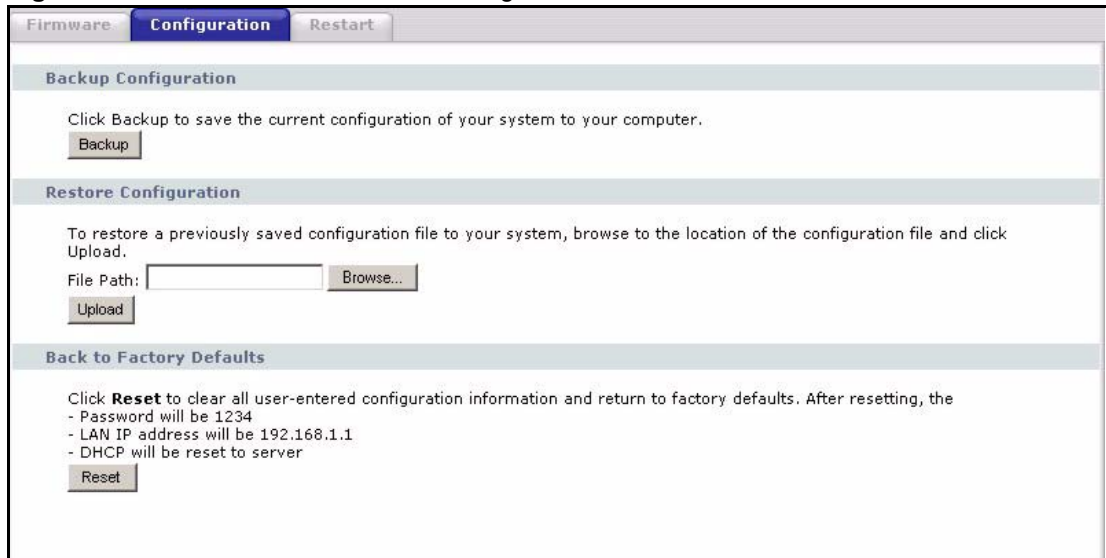 Firmware Configuration Restart
Backup Configuration
Click Backup to save the current configuration of your system to your computer.
Backup
Restore Configuration
To restore a previously saved configuration file to your system, browse to the location of the configuration file and click
Upload.
File Path: Browse...
Upload
Back to Factory Defaults
Click Reset to clear all user-entered configuration information and return to factory defaults. After resetting, the
- Password will be 1234
- LAN IP address will be 192.168.1.1
- DHCP will be reset to server
Reset